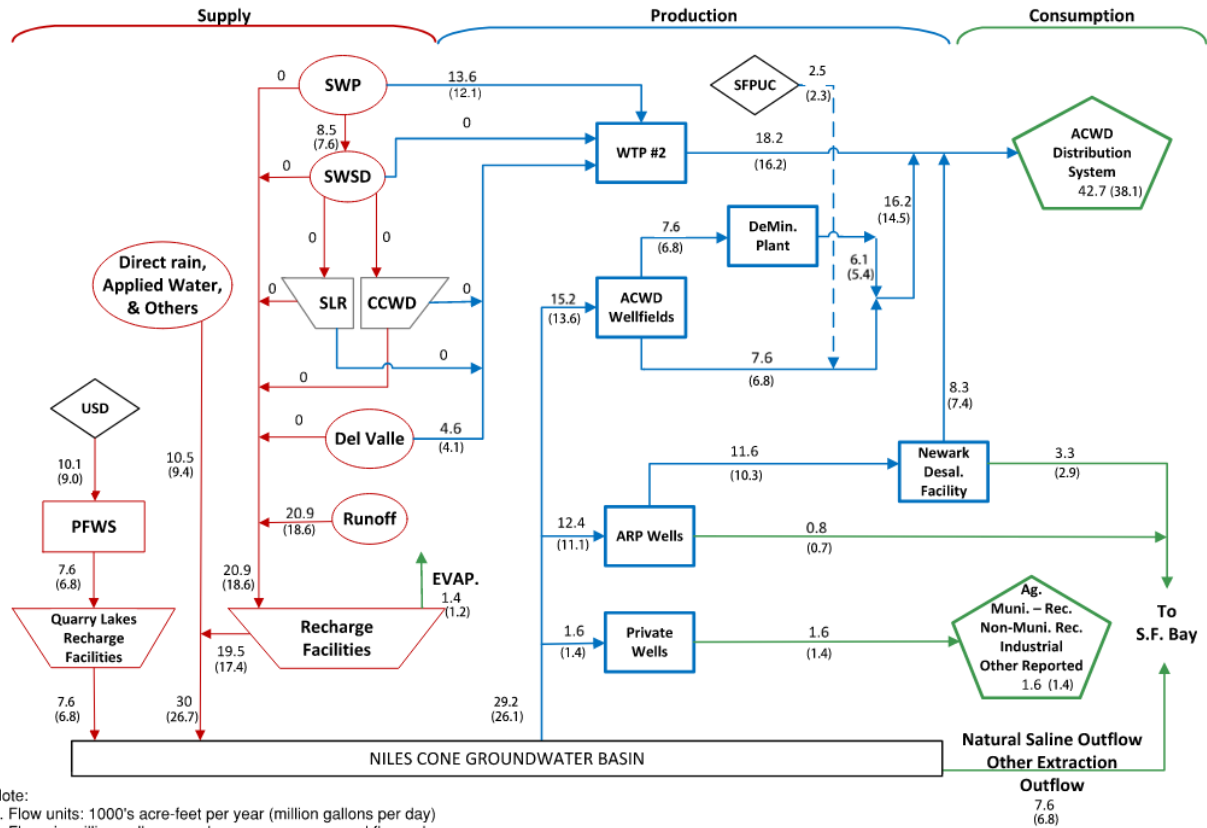 Supply
Production
Consumption
0
SWP
13.6
(12.1)
SFPUC
2.5
(2.3)
8.5
(7.6)
0
WTP #2
18.2
(16.2)
ACWD
Distribution
System
42.7 (38.1)
0
SWSD
16.2
(14.5)
0
0
7.6
(6.8)
DeMin.
Plant
6.1
(5.4)
Direct rain,
Applied Water,
& Others
0
SLR
CCWD
0
15.2
(13.6)
ACWD
Wellfields
0
7.6
(6.8)
0
8.3
(7.4)
USD
0
Del Valle
4.6
(4.1)
10.1
(9.0)
10.5
(9.4)
11.6
(10.3)
Newark
Desal.
Facility
3.3
(2.9)
PFWS
20.9
(18.6)
Runoff
12.4
(11.1)
ARP Wells
0.8
(0.7)
7.6
(6.8)
20.9
(18.6)
EVAP.
1.4
(1.2)
Quarry Lakes
Recharge
Facilities
Recharge
Facilities
19.5
(17.4)
1.6
(1.4)
Private
Wells
1.6
(1.4)
Ag.
Muni. – Rec.
Non-Muni. Rec.
Industrial
Other Reported
1.6 (1.4)
To
S.F. Bay
7.6
(6.8)
30
(26.7)
29.2
(26.1)
NILES CONE GROUNDWATER BASIN
Natural Saline Outflow
Other Extraction
Outflow
7.6
(6.8)
ote:
. Flow units: 1000's acre-feet per year (million gallons per day)